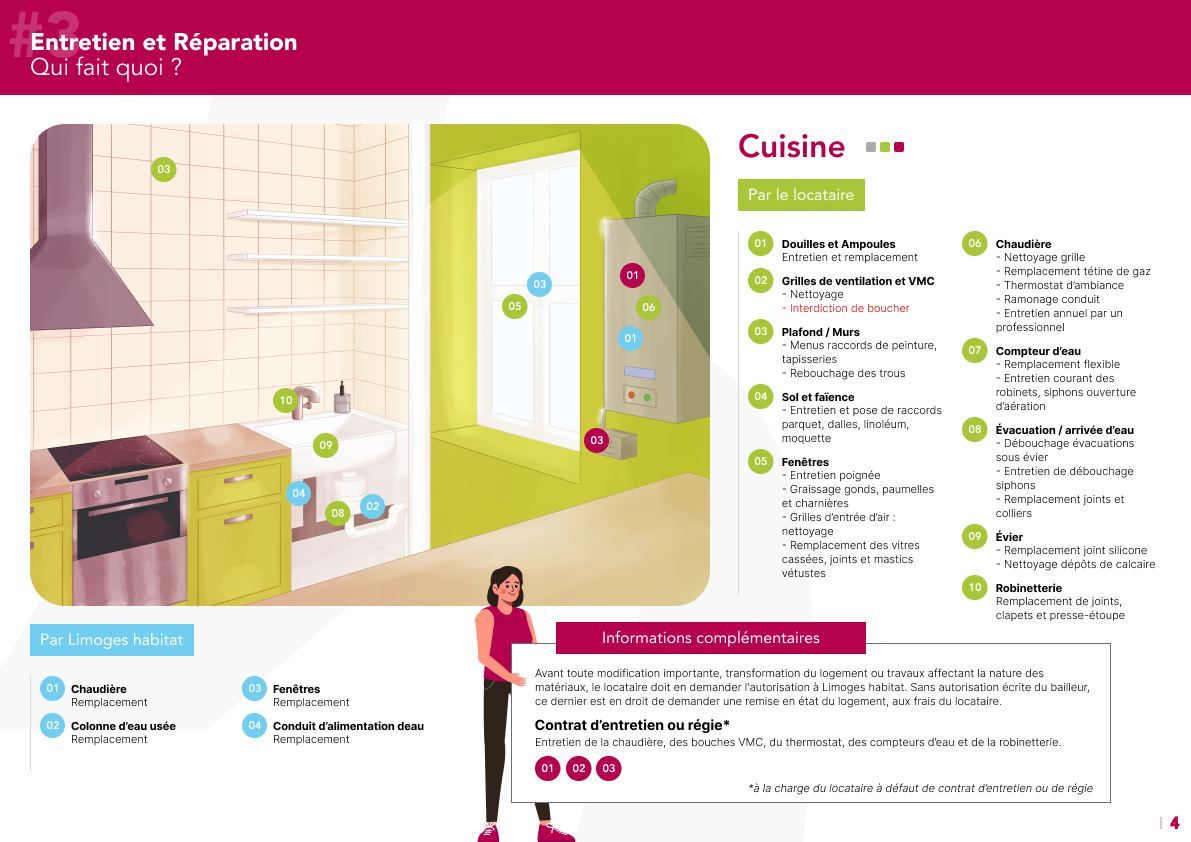 #3
Entretien et Réparation
Qui fait quoi ?
03
03
05
01
06
01
10
09
03
04
08
02
Cuisine
Par le locataire
01 Douilles et Ampoules
Entretien et remplacement
02 Grilles de ventilation et VMC
- Nettoyage
- Interdiction de boucher
03 Plafond / Murs
- Menus raccords de peinture,
tapisseries
- Rebouchage des trous
04 Sol et faïence
- Entretien et pose de raccords
parquet, dalles, linoléum,
moquette
05 Fenêtres
- Entretien poignée
- Graissage gonds, paumelles
et charnières
- Grilles d'entrée d'air :
nettoyage
- Remplacement des vitres
cassées, joints et mastics
vétustes
06 Chaudière
- Nettoyage grille
- Remplacement tétine de gaz
- Thermostat d'ambiance
- Ramonage conduit
- Entretien annuel par un
professionnel
07 Compteur d'eau
- Remplacement flexible
- Entretien courant des
robinets, siphons ouverture
d'aération
08 Évacuation / arrivée d'eau
- Débouchage évacuations
sous évier
- Entretien de débouchage
siphons
- Remplacement joints et
colliers
09 Évier
- Remplacement joint silicone
- Nettoyage dépôts de calcaire
10 Robinetterie
Remplacement de joints,
clapets et presse-étoupe
Par Limoges habitat
01 Chaudière
Remplacement
02 Colonne d'eau usée
Remplacement
03 Fenêtres
Remplacement
04 Conduit d'alimentation deau
Remplacement
Informations complémentaires
Avant toute modification importante, transformation du logement ou travaux affectant la nature des
matériaux, le locataire doit en demander l'autorisation à Limoges habitat. Sans autorisation écrite du bailleur,
ce dernier est en droit de demander une remise en état du logement, aux frais du locataire.
Contrat d'entretien ou régie*
Entretien de la chaudière, des bouches VMC, du thermostat, des compteurs d'eau et de la robinetterie.
01 02 03
*à la charge du locataire à défaut de contrat d'entretien ou de régie
4